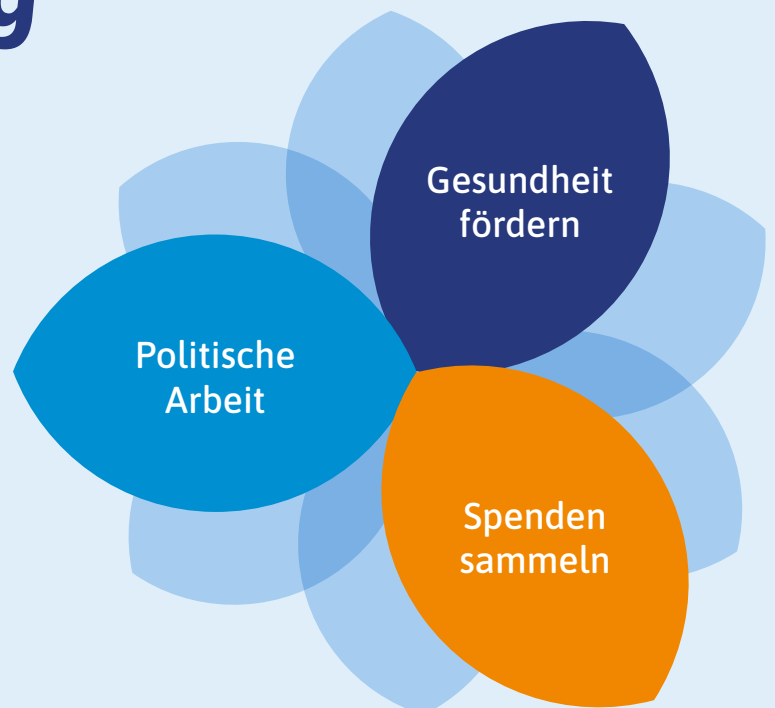 Gesundheit
fördern
Politische
Arbeit
Spenden
sammeln